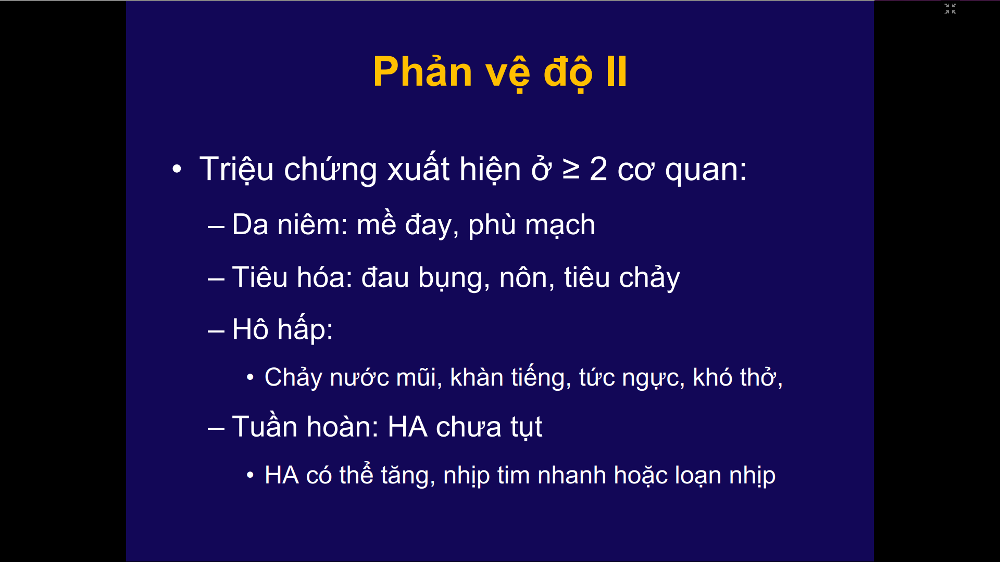 Phản vệ độ II
• Triệu chứng xuất hiện ở ≥ 2 cơ quan:
– Da niêm: mề đay, phù mạch
– Tiêu hóa: đau bụng, nôn, tiêu chảy
– Hô hấp:
• Chảy nước mũi, khàn tiếng, tức ngực, khó thở,
– Tuần hoàn: HA chưa tụt
• HA có thể tăng, nhịp tim nhanh hoặc loạn nhịp